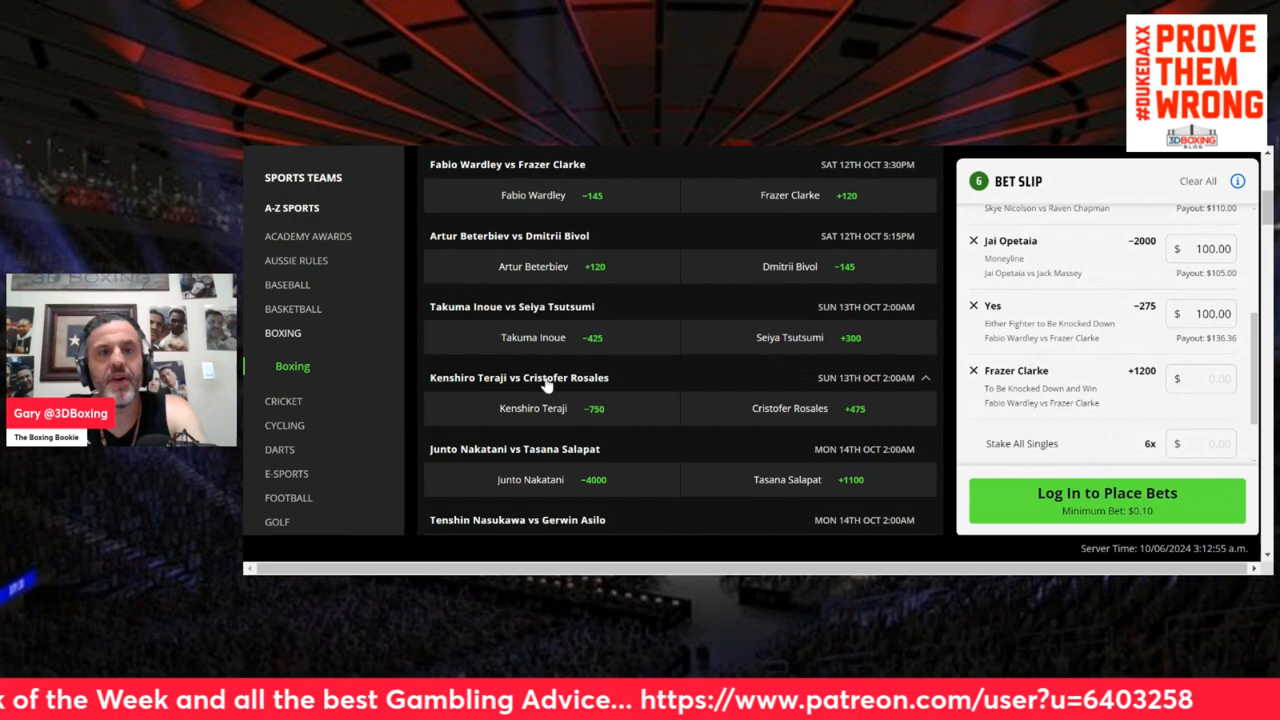 #DUKEDAXX
PROVE
THEM
WRONG
3DBOXING
BLOG
SPORTS TEAMS
A-Z SPORTS
ACADEMY AWARDS
AUSSIE RULES
BASEBALL
BASKETBALL
BOXING
Boxing
CRICKET
CYCLING
DARTS
E-SPORTS
FOOTBALL
GOLF
Fabio Wardley vs Frazer Clarke SAT 12TH OCT 3:30PM
Fabio Wardley −145 Frazer Clarke +120
Artur Beterbiev vs Dmitrii Bivol SAT 12TH OCT 5:15PM
Artur Beterbiev +120 Dmitrii Bivol −145
Takuma Inoue vs Seiya Tsutsumi SUN 13TH OCT 2:00AM
Takuma Inoue −425 Seiya Tsutsumi +300
Kenshiro Teraji vs Cristofer Rosales SUN 13TH OCT 2:00AM
Kenshiro Teraji −750 Cristofer Rosales +475
Junto Nakatani vs Tasana Salapat MON 14TH OCT 2:00AM
Junto Nakatani −4000 Tasana Salapat +1100
Tenshin Nasukawa vs Gerwin Asilo MON 14TH OCT 2:00AM
6 BET SLIP Clear All
Skye Nicolson vs Raven Chapman Payout: $110.00
Jai Opetaia −2000 $ 100.00
Moneyline
Jai Opetaia vs Jack Massey Payout: $105.00
Yes −275 $ 100.00
Either Fighter to Be Knocked Down
Fabio Wardley vs Frazer Clarke Payout: $136.36
Frazer Clarke +1200 $ 0.00
To Be Knocked Down and Win
Fabio Wardley vs Frazer Clarke
Stake All Singles 6x $ 0.00
Log In to Place Bets
Minimum Bet: $0.10
Server Time: 10/06/2024 3:12:55 a.m.
3D BOXING
Gary @3DBoxing
The Boxing Bookie
of the Week and all the best Gambling Advice... https://www.patreon.com/user?u=6403258